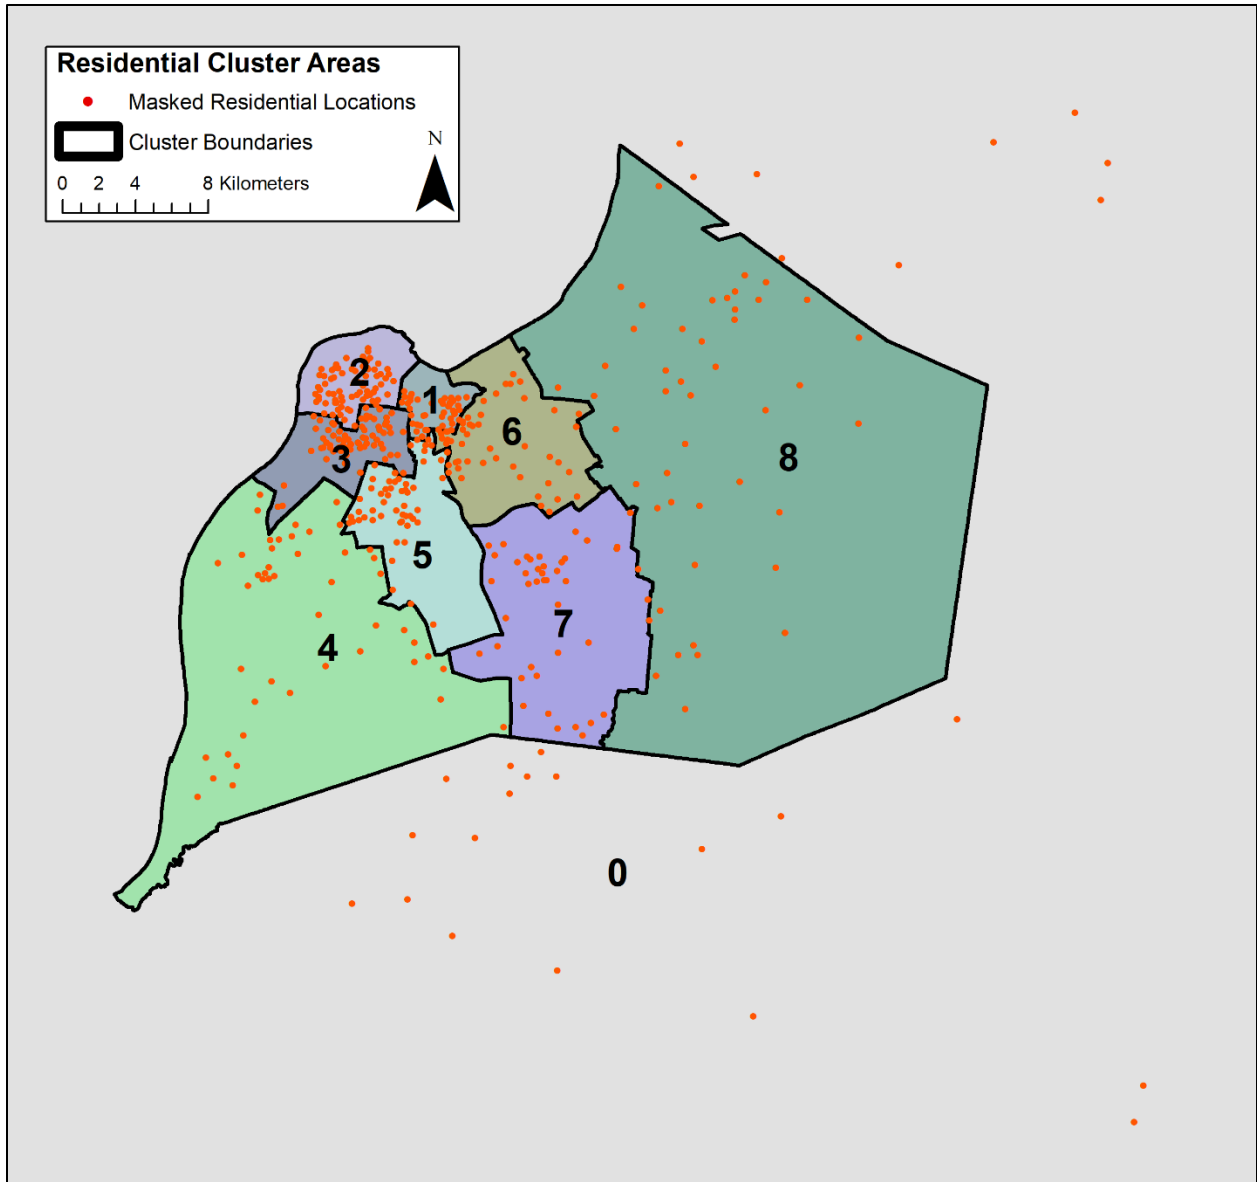 Residential Cluster Areas
Masked Residential Locations
Cluster Boundaries
N
0 2 4 8 Kilometers
2
1
6
3
8
5
7
4
0